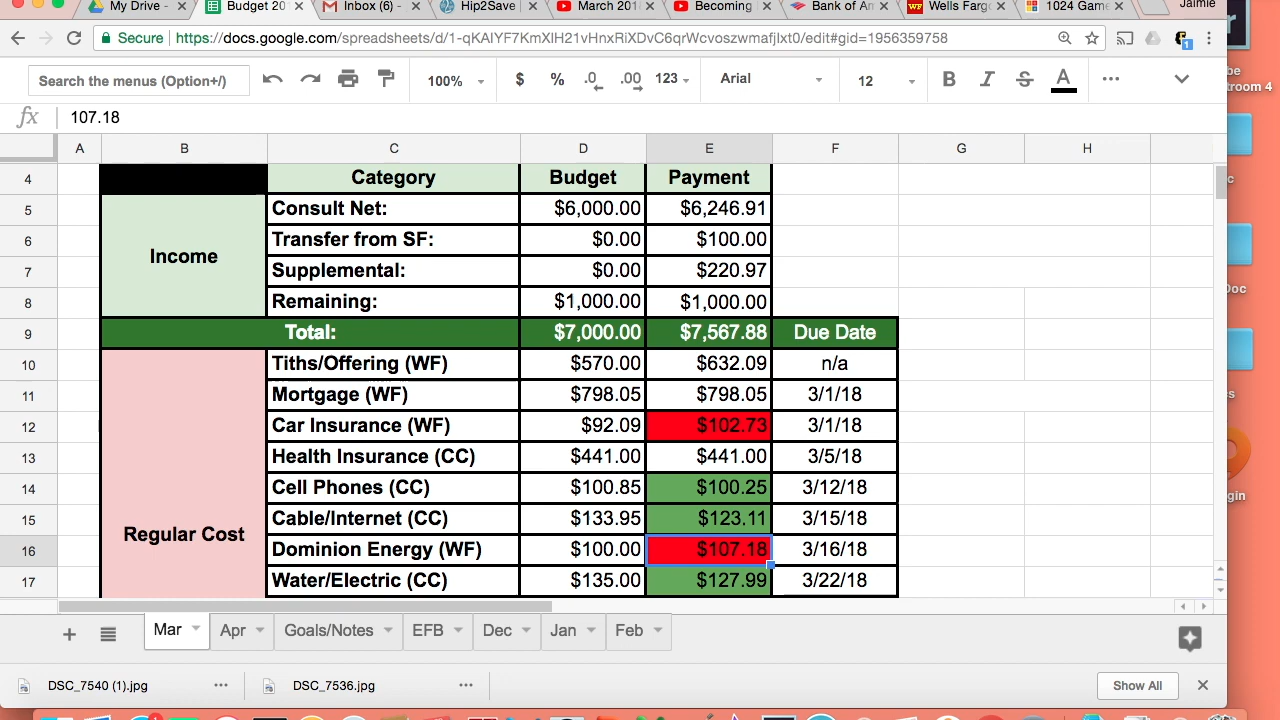 My Drive - Budget 20 Inbox (6) - Hip2Save March 201 Becoming Bank of Am Wells Farg 1024 Game Jaimie
Secure https://docs.google.com/spreadsheets/d/1-qKAIYF7XmXIH21vHnxRiXDvC6qrWcvoszwmafjlxt0/edit#gid=1956359758
Search the menus (Option+/) 100% $ % .0 .00 123 Arial 12 B I S A
fx 107.18
A B C D E F G H
4 Category Budget Payment
5 Consult Net: $6,000.00 $6,246.91
6 Transfer from SF: $0.00 $100.00
Income
7 Supplemental: $0.00 $220.97
8 Remaining: $1,000.00 $1,000.00
9 Total: $7,000.00 $7,567.88 Due Date
10 Tiths/Offering (WF) $570.00 $632.09 n/a
11 Mortgage (WF) $798.05 $798.05 3/1/18
12 Car Insurance (WF) $92.09 $102.73 3/1/18
13 Health Insurance (CC) $441.00 $441.00 3/5/18
14 Cell Phones (CC) $100.85 $100.25 3/12/18
15 Cable/Internet (CC) $133.95 $123.11 3/15/18
Regular Cost
16 Dominion Energy (WF) $100.00 $107.18 3/16/18
17 Water/Electric (CC) $135.00 $127.99 3/22/18
+ Mar Apr Goals/Notes EFB Dec Jan Feb
DSC_7540 (1).jpg DSC_7536.jpg Show All
be
troom 4
c
Doc
s
gin